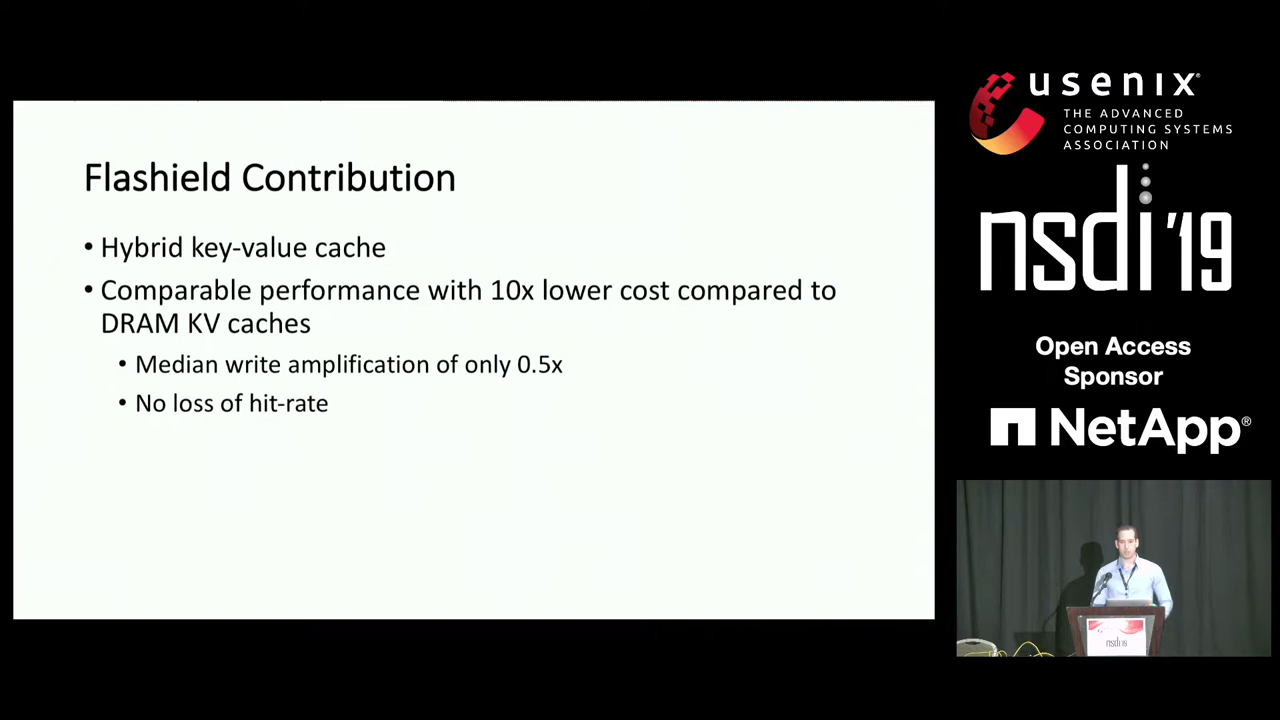 Flashield Contribution
• Hybrid key-value cache
• Comparable performance with 10x lower cost compared to
DRAM KV caches
• Median write amplification of only 0.5x
• No loss of hit-rate
usenix®
THE ADVANCED
COMPUTING SYSTEMS
ASSOCIATION
nsdi '19
Open Access
Sponsor
NetApp®
nsdi'19